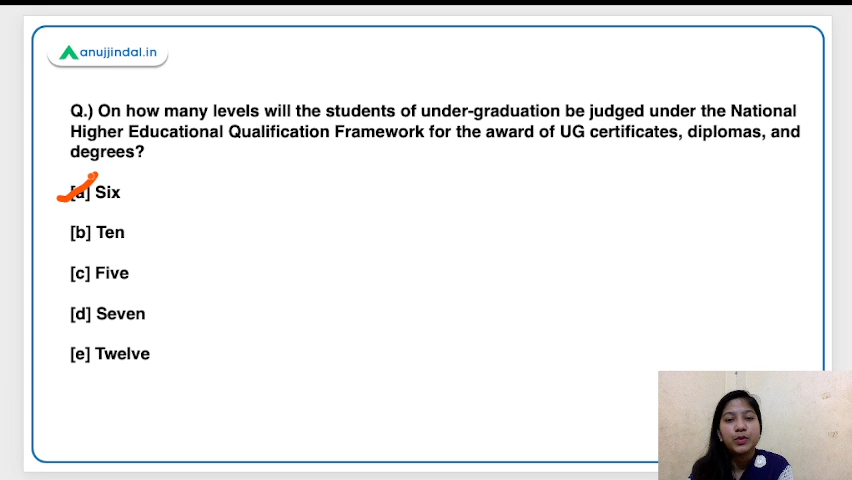 anujjindal.in
Q.) On how many levels will the students of under-graduation be judged under the National
Higher Educational Qualification Framework for the award of UG certificates, diplomas, and
degrees?
[a] Six
[b] Ten
[c] Five
[d] Seven
[e] Twelve